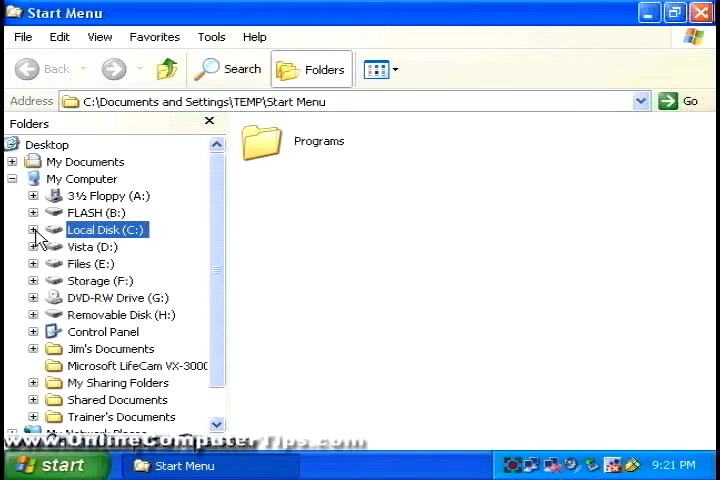 Start Menu
File Edit View Favorites Tools Help
Back Search Folders
Address C:\Documents and Settings\TEMP\Start Menu Go
Folders
Desktop
My Documents
My Computer
3½ Floppy (A:)
FLASH (B:)
Local Disk (C:)
Vista (D:)
Files (E:)
Storage (F:)
DVD-RW Drive (G:)
Removable Disk (H:)
Control Panel
Jim's Documents
Microsoft LifeCam VX-3000
My Sharing Folders
Shared Documents
Trainer's Documents
Programs
www.OnlineComputerTips.com
start Start Menu 9:21 PM